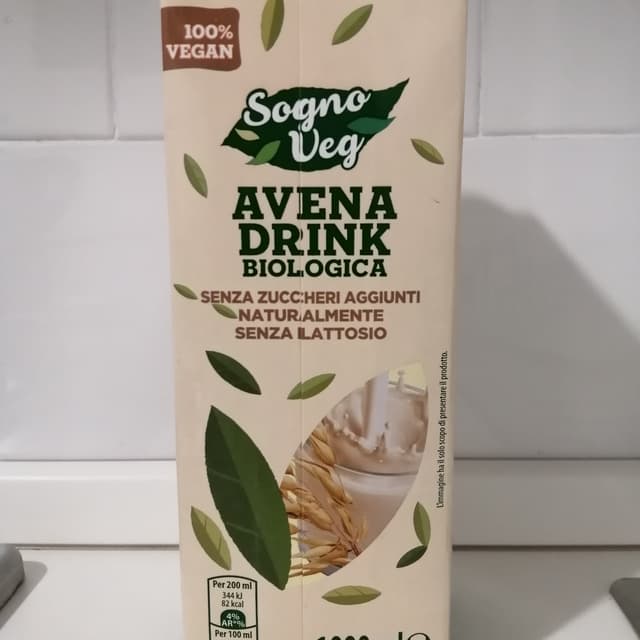 100%
VEGAN
Sogno
Veg
AVENA
DRINK
BIOLOGICA
SENZA ZUCCHERI AGGIUNTI
NATURALMENTE
SENZA LATTOSIO
L'immagine ha il solo scopo di presentare il prodotto.
Per 200 ml
344 kJ
82 kcal
4%
AR*%
Per 100 ml